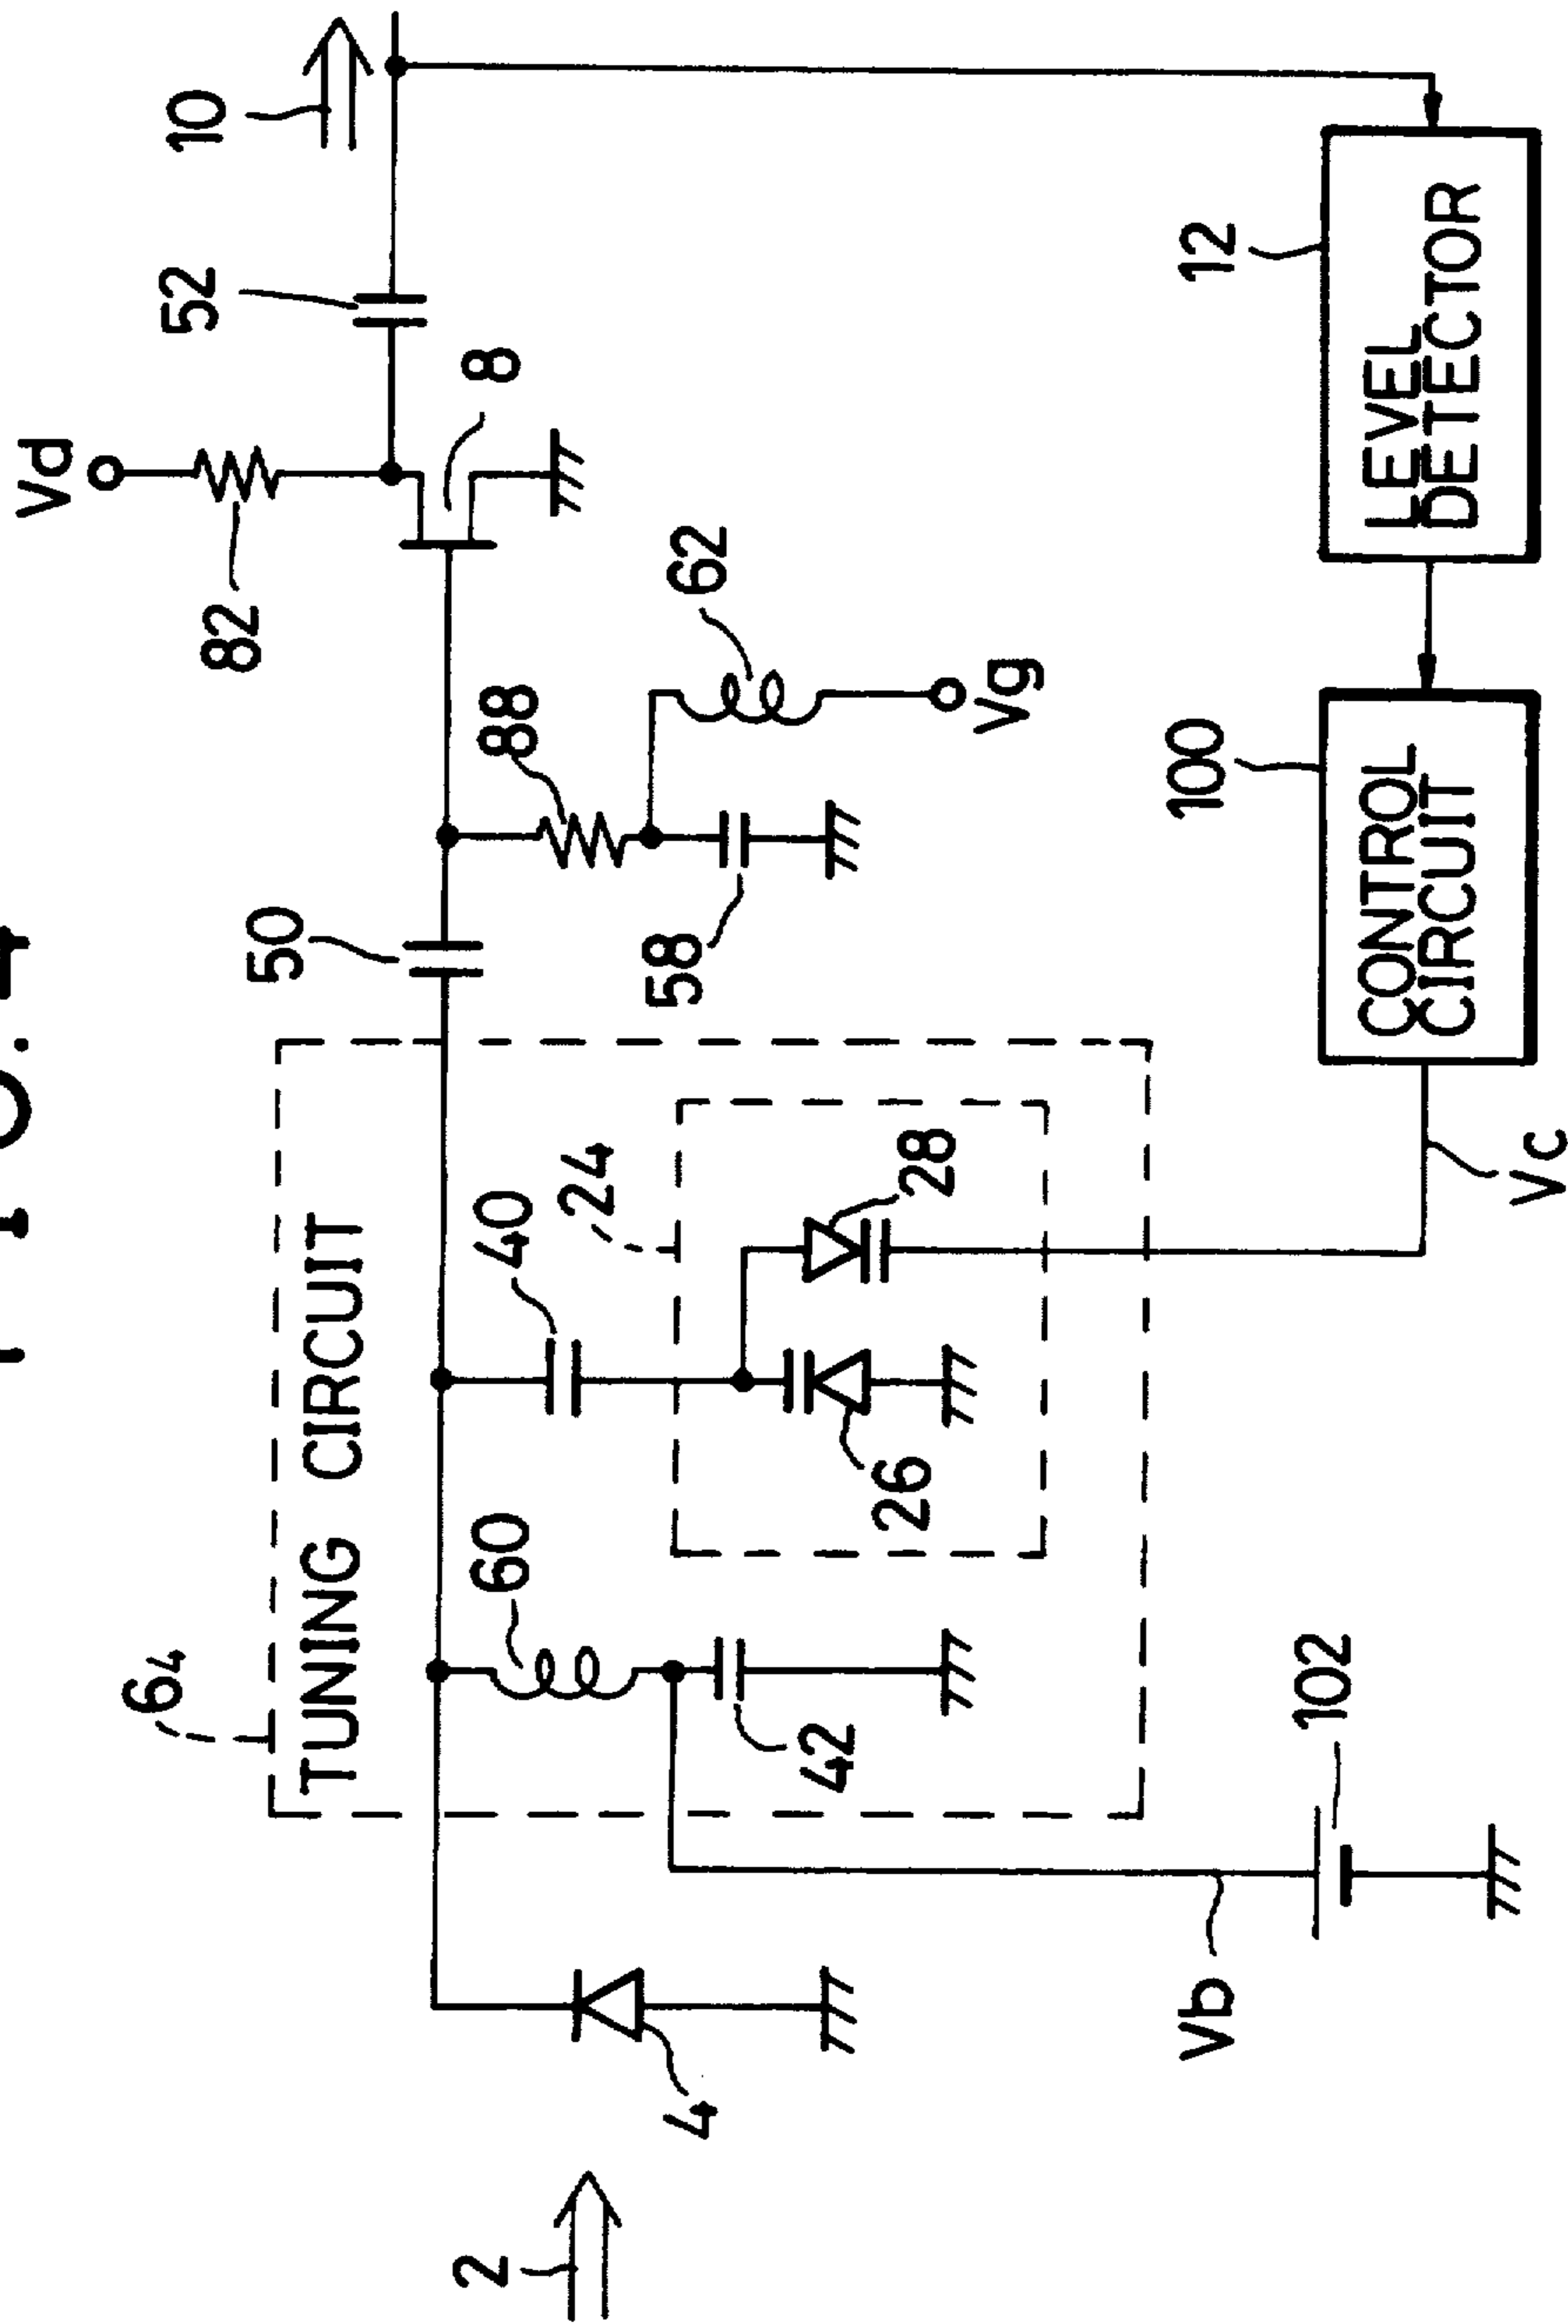 Vd
10
52
82
8
50
88
62
Vg
58
6₄
TUNING CIRCUIT
60
40
24
28
26
42
2
4
Vb
102
Vc
100
CONTROL
CIRCUIT
12
LEVEL
DETECTOR